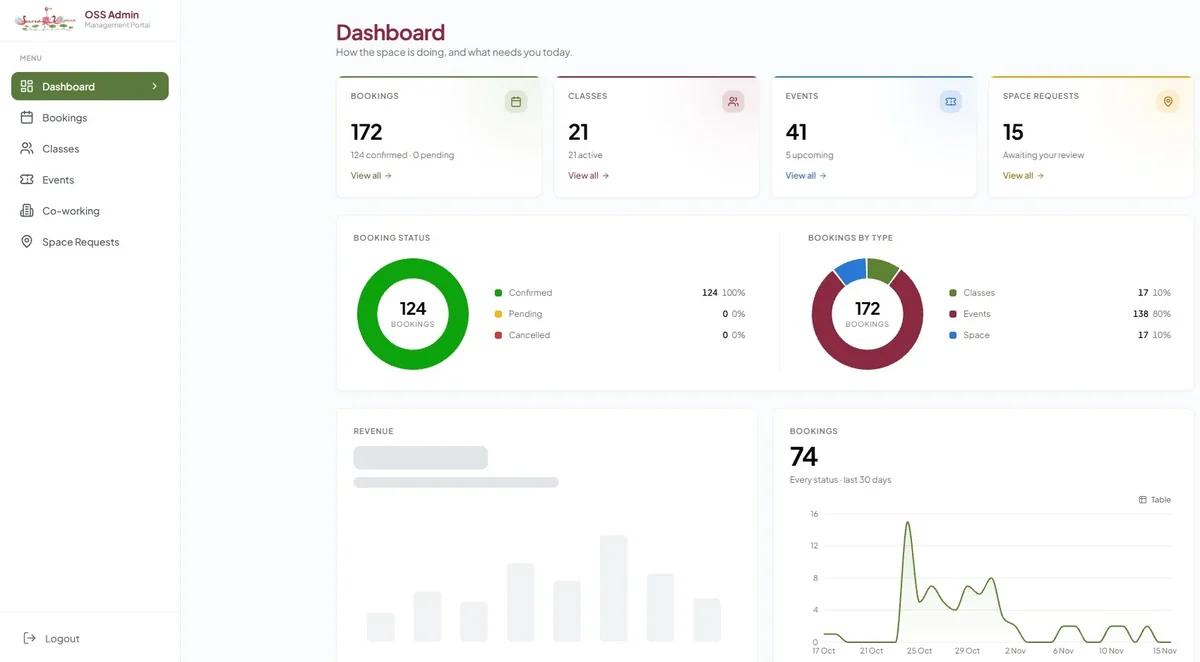 OSS Admin
Management Portal
MENU
Dashboard
Bookings
Classes
Events
Co-working
Space Requests
Logout
Dashboard
How the space is doing, and what needs you today.
BOOKINGS
172
124 confirmed · 0 pending
View all →
CLASSES
21
21 active
View all →
EVENTS
41
5 upcoming
View all →
SPACE REQUESTS
15
Awaiting your review
View all →
BOOKING STATUS
124
BOOKINGS
Confirmed 124 100%
Pending 0 0%
Cancelled 0 0%
BOOKINGS BY TYPE
172
BOOKINGS
Classes 17 10%
Events 138 80%
Space 17 10%
REVENUE
BOOKINGS
74
Every status · last 30 days
Table
16
12
8
4
0
17 Oct 21 Oct 25 Oct 29 Oct 2 Nov 6 Nov 10 Nov 15 Nov